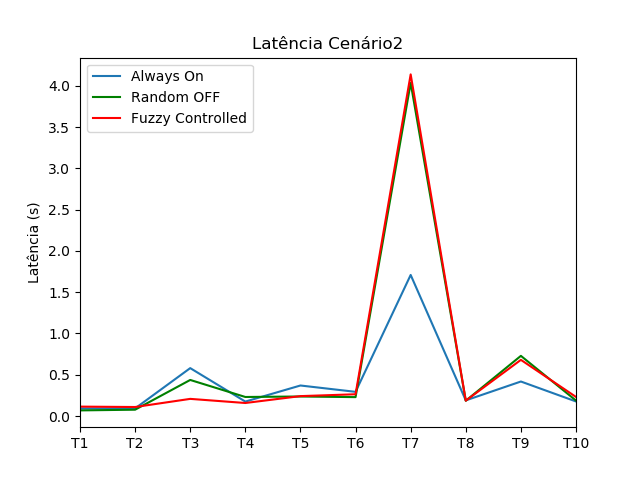 Latência Cenário2
Always On
Random OFF
Fuzzy Controlled
Latência (s)
4.0
3.5
3.0
2.5
2.0
1.5
1.0
0.5
0.0
T1 T2 T3 T4 T5 T6 T7 T8 T9 T10